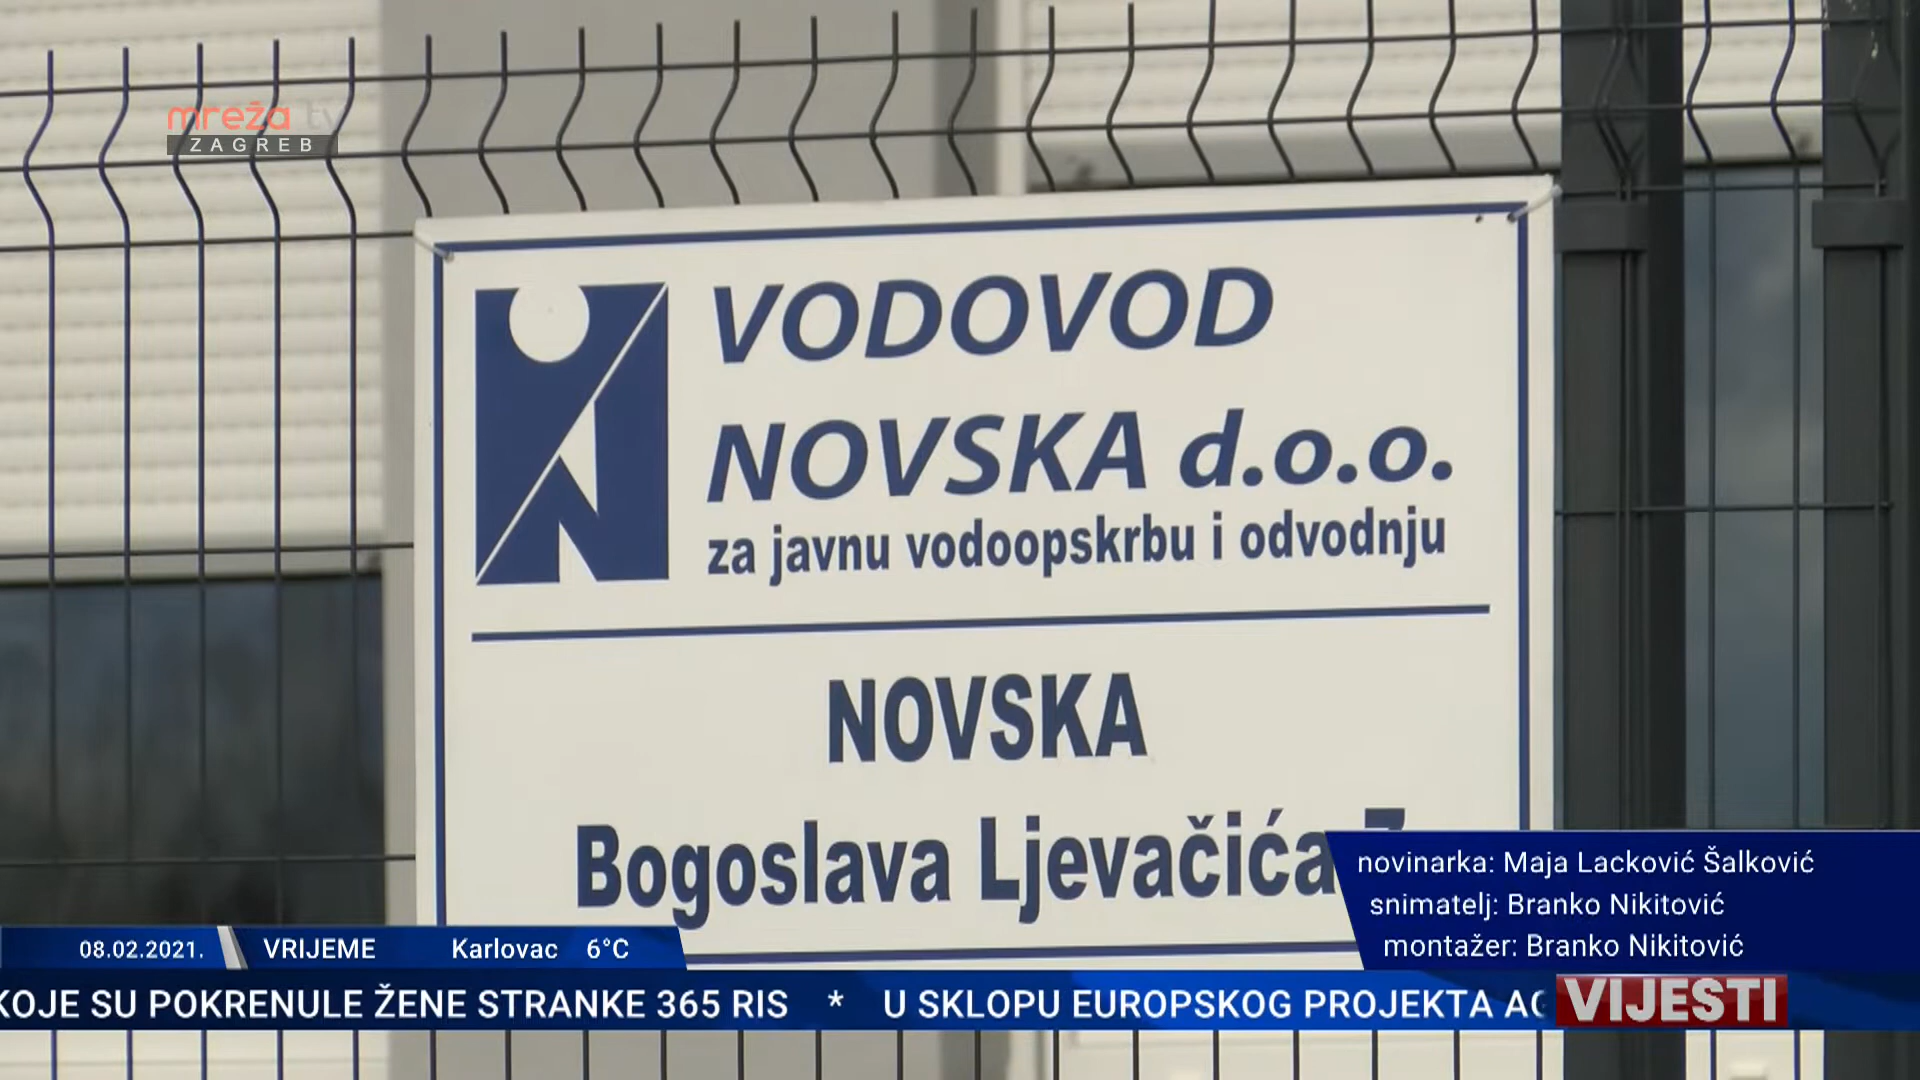 mreža tv
ZAGREB
VODOVOD
NOVSKA d.o.o.
za javnu vodoopskrbu i odvodnju
NOVSKA
Bogoslava Ljevačića
novinarka: Maja Lacković Šalković
snimatelj: Branko Nikitović
montažer: Branko Nikitović
08.02.2021. VRIJEME Karlovac 6°C
KOJE SU POKRENULE ŽENE STRANKE 365 RIS * U SKLOPU EUROPSKOG PROJEKTA
VIJESTI